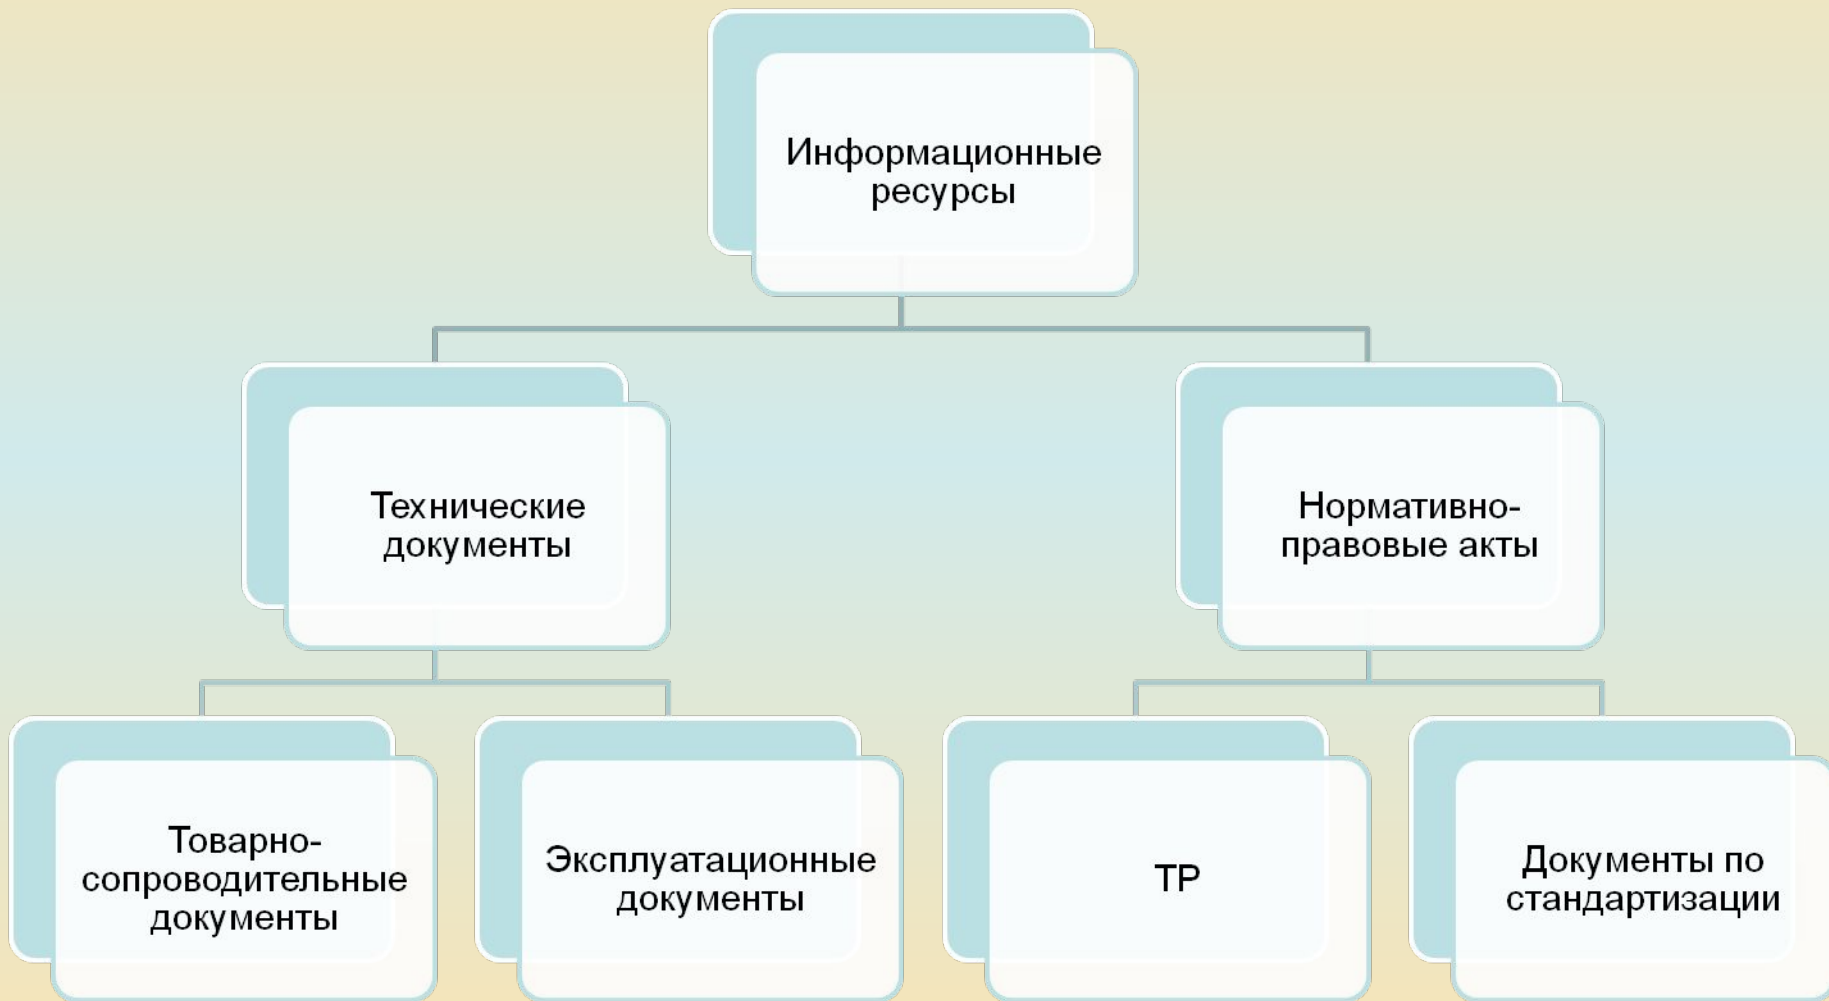 Информационные
ресурсы
Технические
документы
Нормативно-
правовые акты
Товарно-
сопроводительные
документы
Эксплуатационные
документы
ТР
Документы по
стандартизации